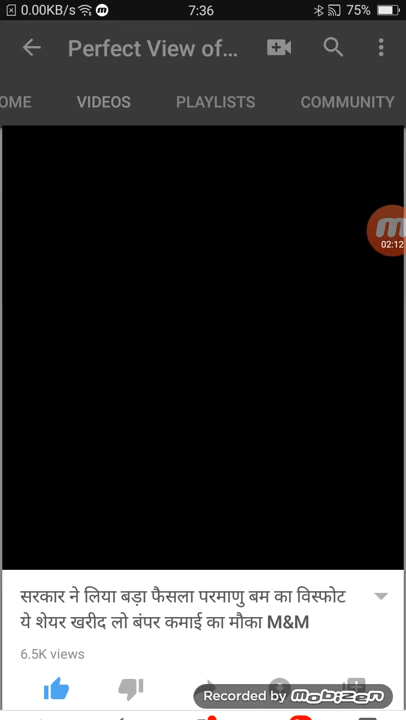 0.00KB/s 7:36 75%
Perfect View of...
OME VIDEOS PLAYLISTS COMMUNITY
02:12
सरकार ने लिया बड़ा फैसला परमाणु बम का विस्फोट
ये शेयर खरीद लो बंपर कमाई का मौका M&M
6.5K views
Recorded by mobizen